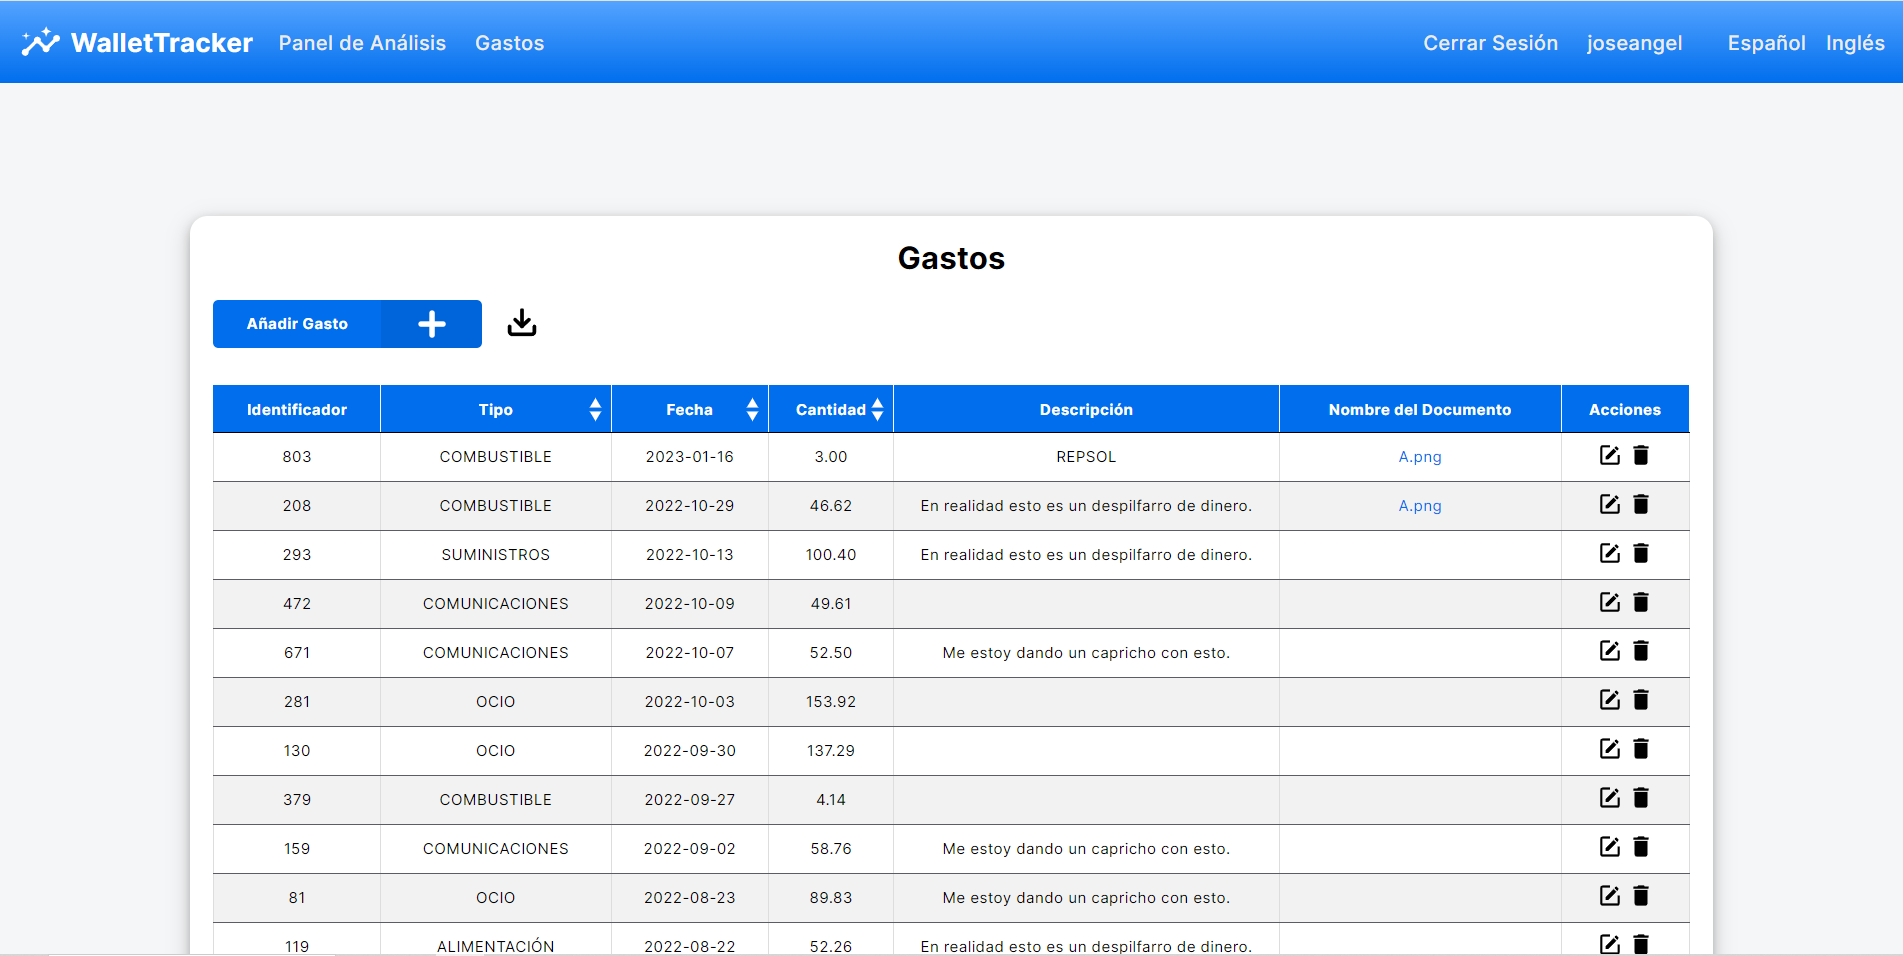 WalletTracker Panel de Análisis Gastos Cerrar Sesión joseangel Español Inglés
Gastos
Añadir Gasto
Identificador Tipo Fecha Cantidad Descripción Nombre del Documento Acciones
803 COMBUSTIBLE 2023-01-16 3.00 REPSOL A.png
208 COMBUSTIBLE 2022-10-29 46.62 En realidad esto es un despilfarro de dinero. A.png
293 SUMINISTROS 2022-10-13 100.40 En realidad esto es un despilfarro de dinero.
472 COMUNICACIONES 2022-10-09 49.61
671 COMUNICACIONES 2022-10-07 52.50 Me estoy dando un capricho con esto.
281 OCIO 2022-10-03 153.92
130 OCIO 2022-09-30 137.29
379 COMBUSTIBLE 2022-09-27 4.14
159 COMUNICACIONES 2022-09-02 58.76 Me estoy dando un capricho con esto.
81 OCIO 2022-08-23 89.83 Me estoy dando un capricho con esto.
119 ALIMENTACIÓN 2022-08-22 52.26 En realidad esto es un despilfarro de dinero.